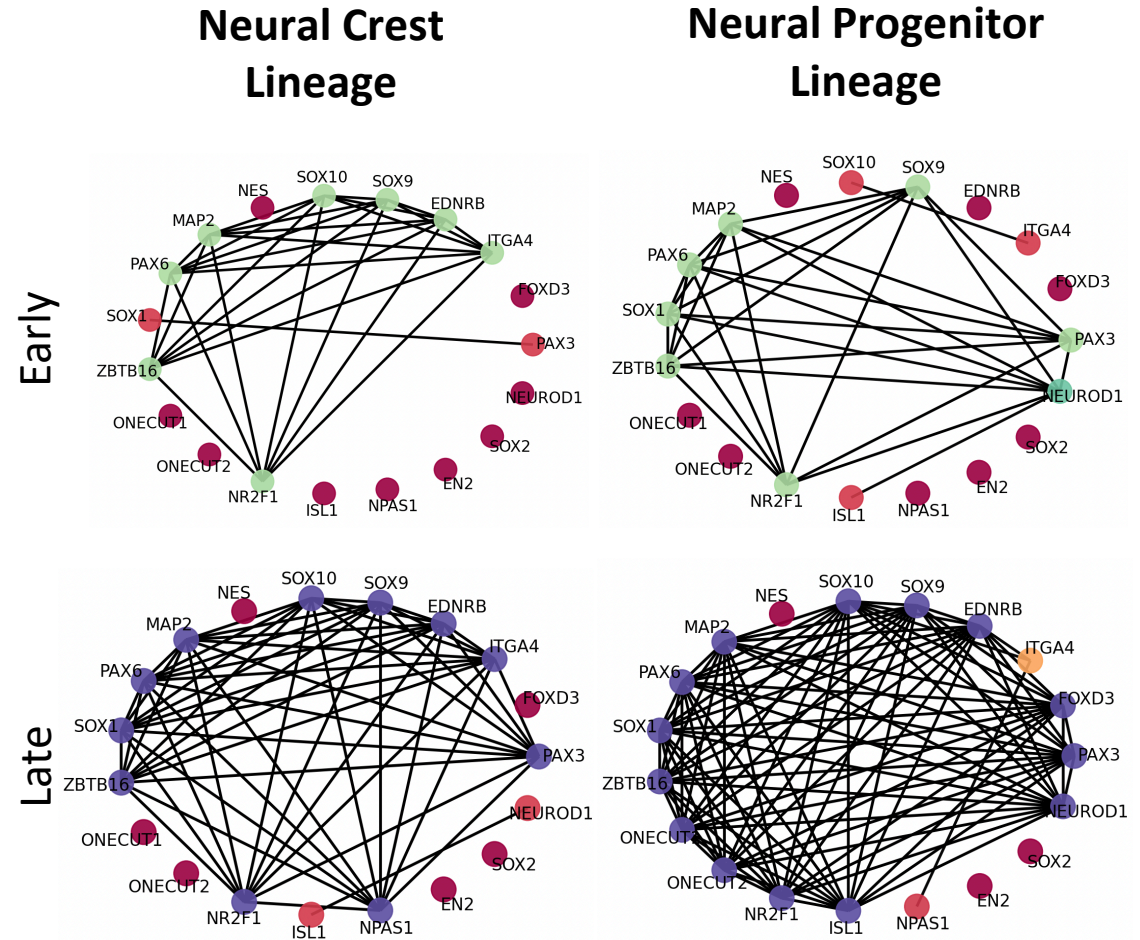 Neural Crest
Lineage
Neural Progenitor
Lineage
Early
NES
SOX10
SOX9
EDNRB
MAP2
ITGA4
PAX6
FOXD3
SOX1
PAX3
ZBTB16
NEUROD1
ONECUT1
SOX2
ONECUT2
EN2
NR2F1
ISL1
NPAS1
SOX10
SOX9
NES
EDNRB
MAP2
ITGA4
PAX6
FOXD3
SOX1
PAX3
ZBTB16
NEUROD1
ONECUT1
SOX2
ONECUT2
EN2
NR2F1
ISL1
NPAS1
Late
SOX10
SOX9
NES
EDNRB
MAP2
ITGA4
PAX6
FOXD3
SOX1
PAX3
ZBTB16
NEUROD1
ONECUT1
SOX2
ONECUT2
EN2
NR2F1
ISL1
NPAS1
SOX10
SOX9
NES
EDNRB
MAP2
ITGA4
PAX6
FOXD3
SOX1
PAX3
ZBTB16
NEUROD1
ONECUT1
SOX2
ONECUT2
EN2
NR2F1
ISL1
NPAS1